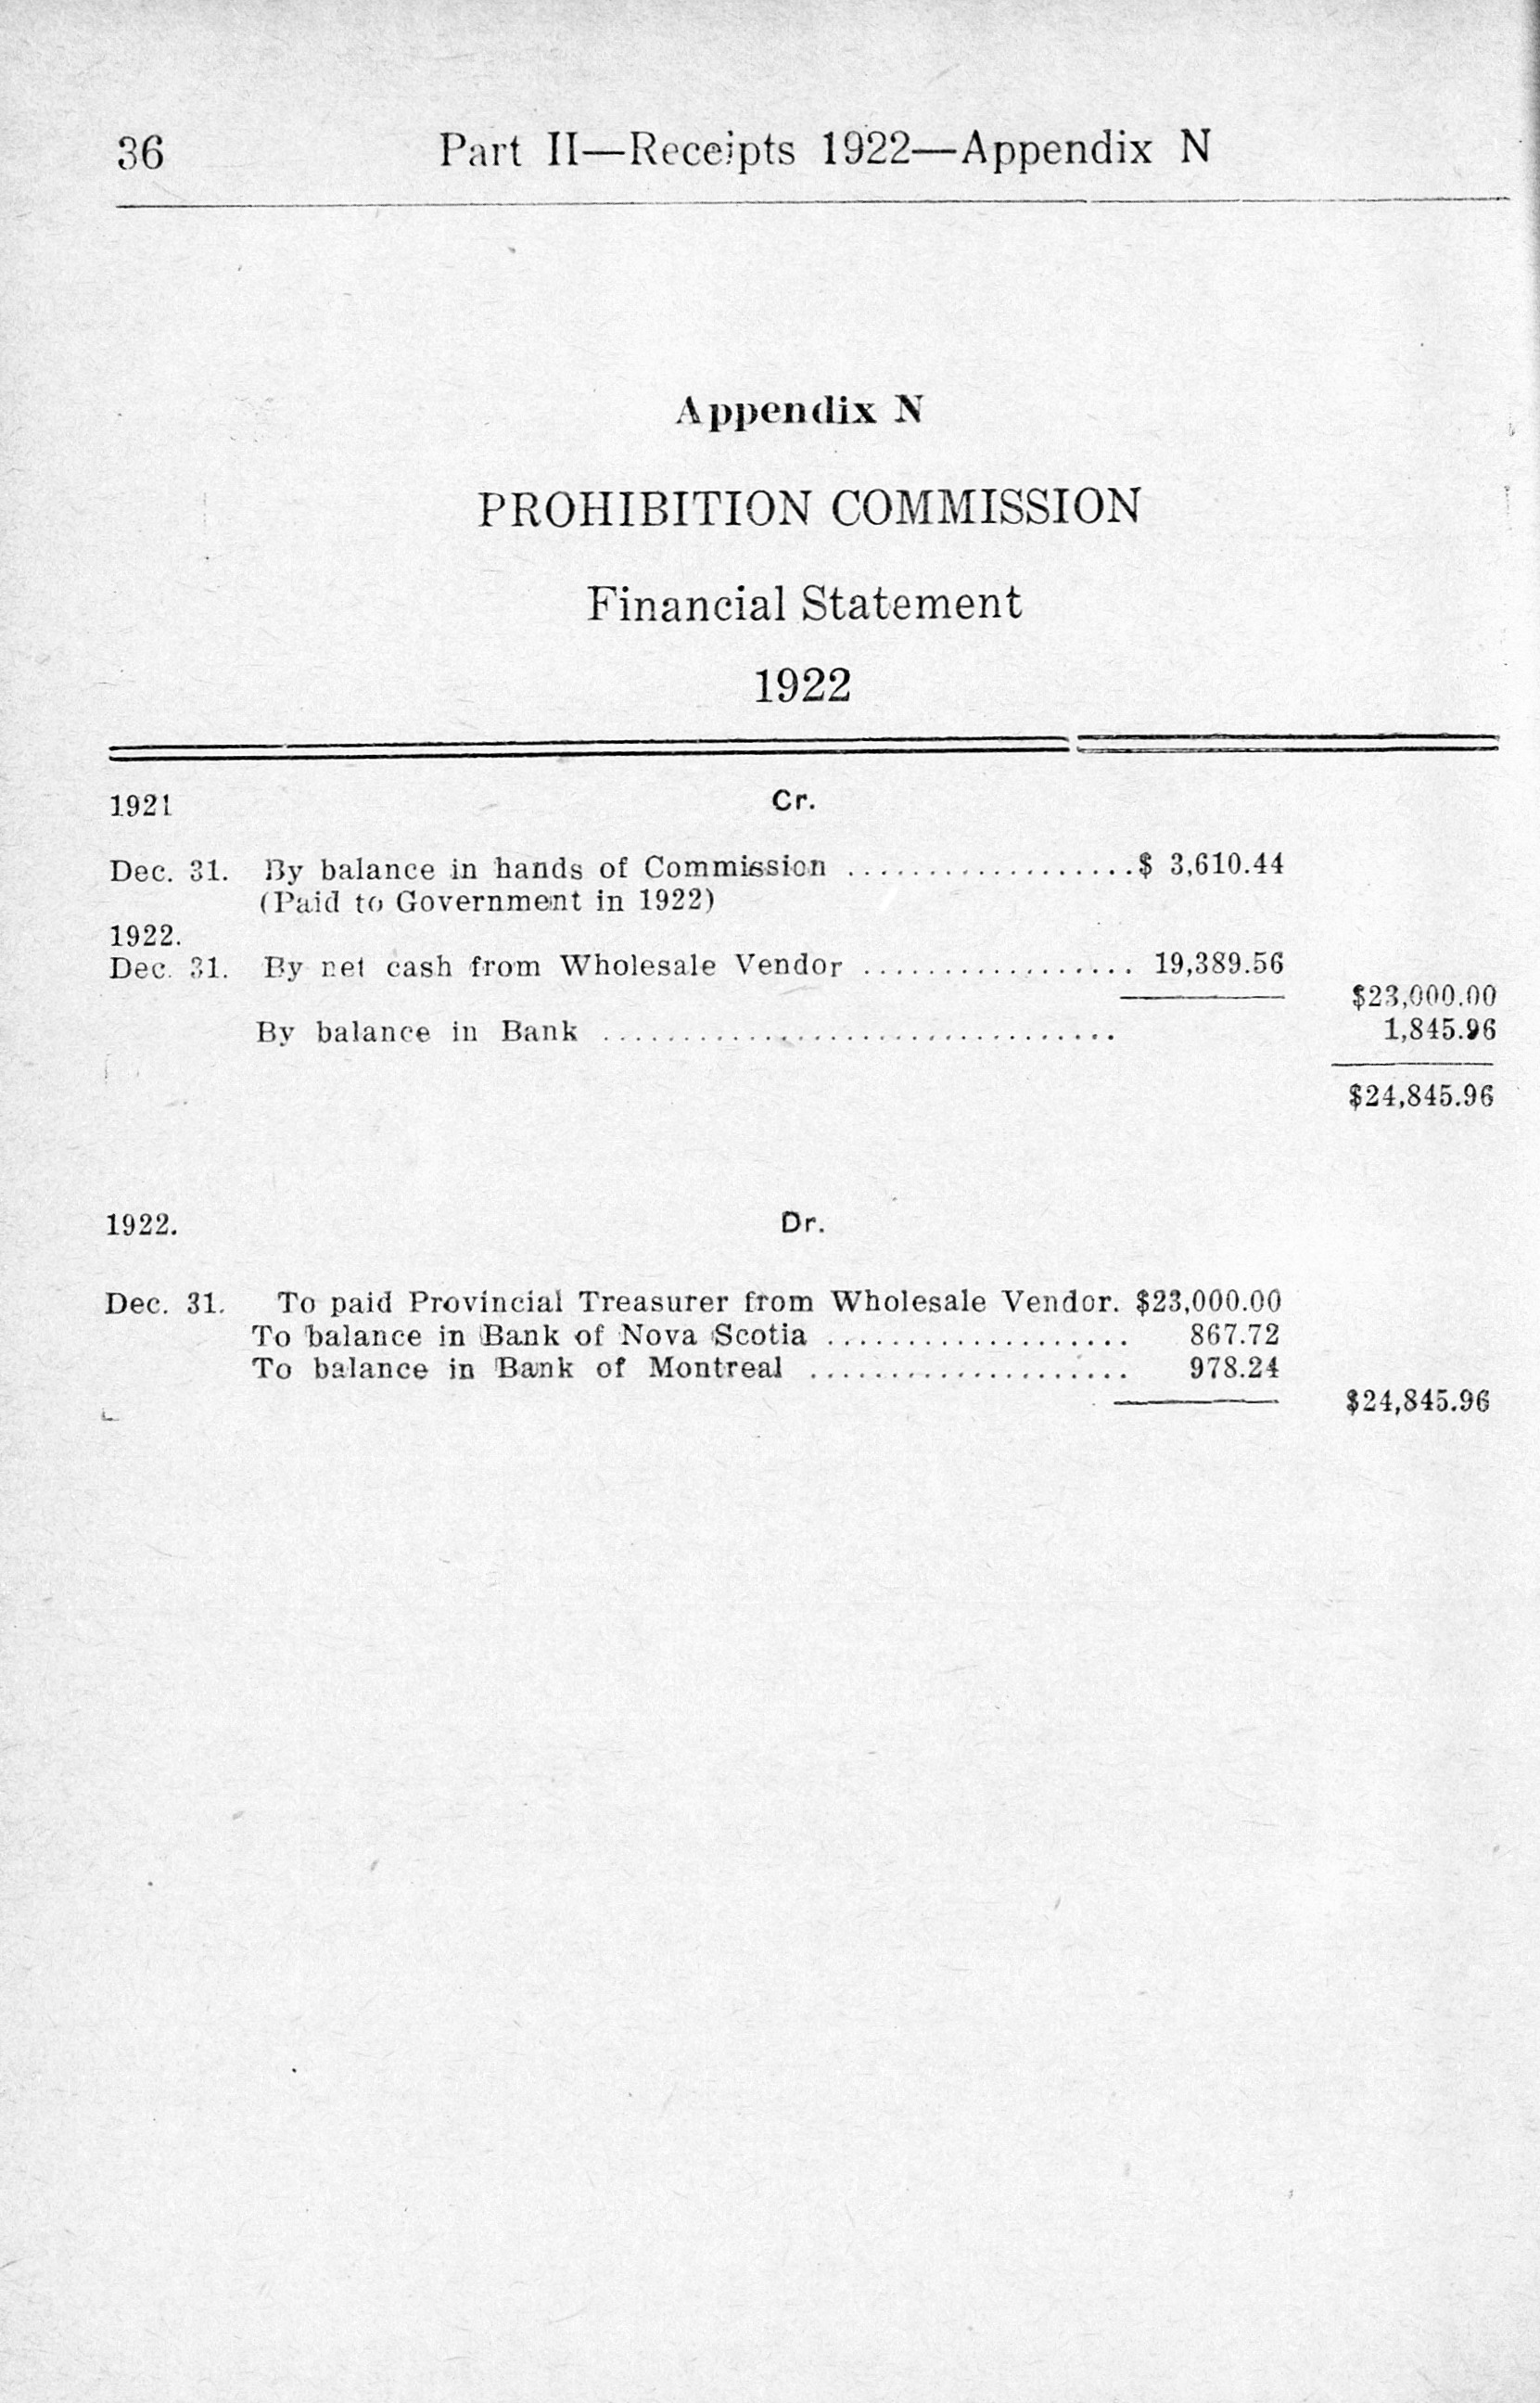 36 Part II—Receipts 1922—Appendix N
Appendix N
PROHIBITION COMMISSION
Financial Statement
1922
1921 Cr.
Dec. 31. By balance in hands of Commission ..................$ 3,610.44
(Paid to Government in 1922)
1922.
Dec. 31. By net cash from Wholesale Vendor ................. 19,389.56
$23,000.00
By balance in Bank ................................ 1,845.96
$24,845.96
1922. Dr.
Dec. 31. To paid Provincial Treasurer from Wholesale Vendor. $23,000.00
To balance in Bank of Nova Scotia ................... 867.72
To balance in Bank of Montreal .................... 978.24
$24,845.96